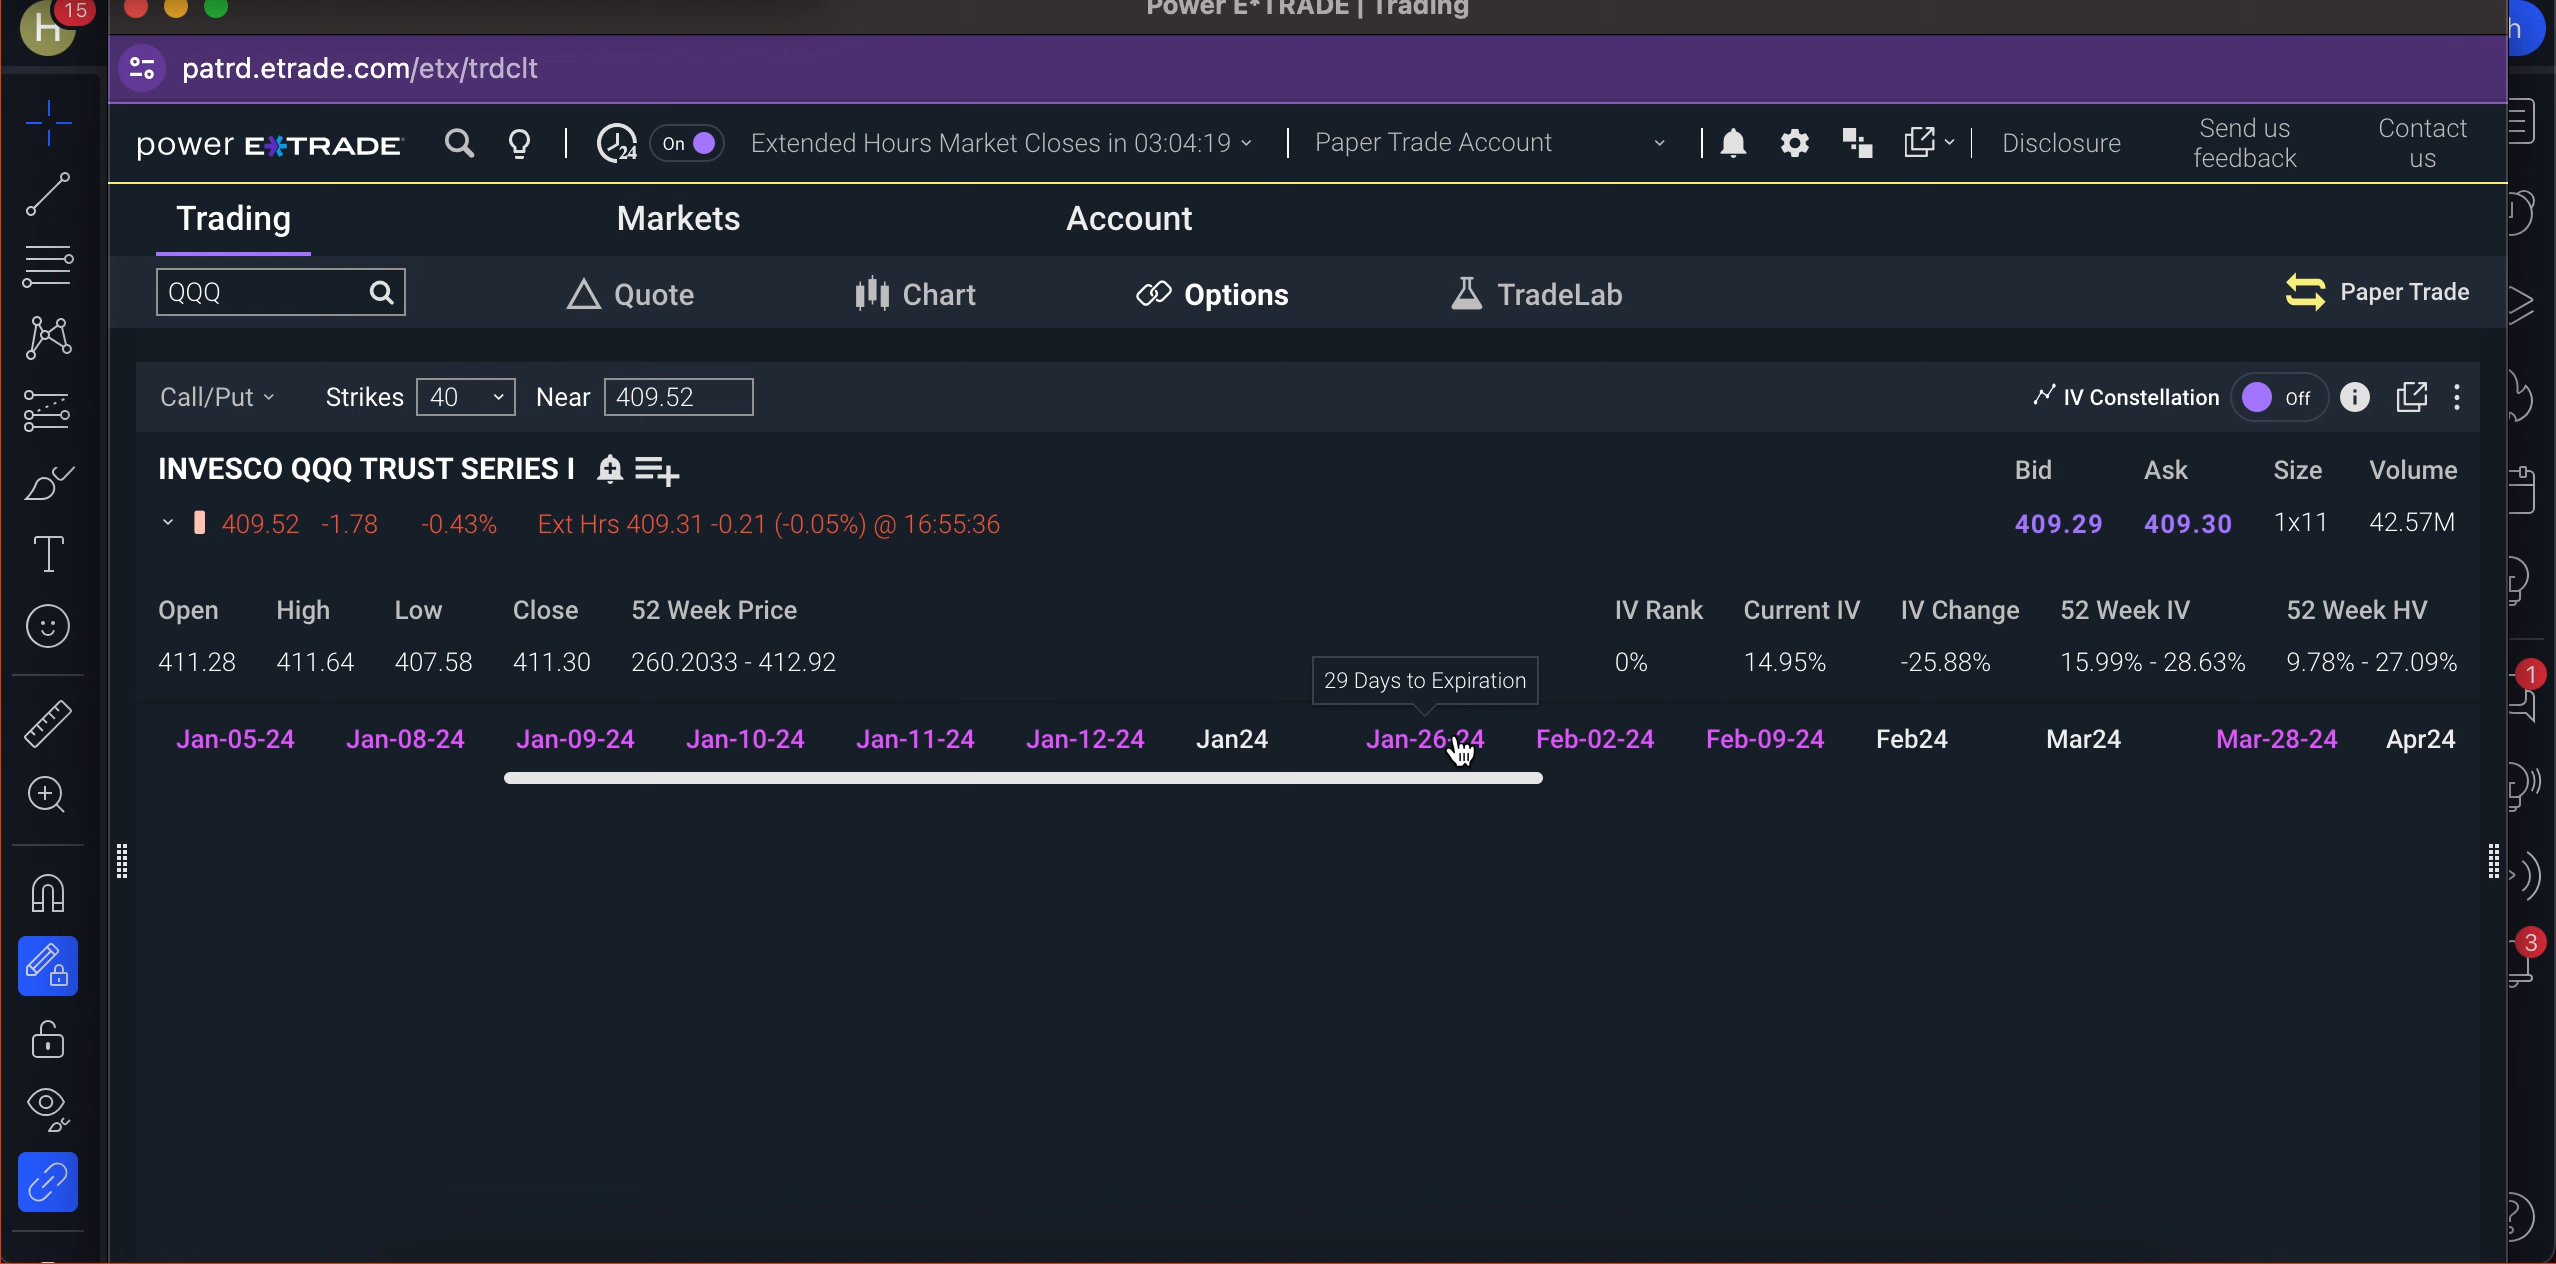 H
15
Power E*TRADE | Trading
h
patrd.etrade.com/etx/trdclt
power E*TRADE
24
On
Extended Hours Market Closes in 03:04:19
Paper Trade Account
Disclosure
Send us feedback
Contact us
Trading Markets Account
QQQ
Quote
Chart
Options
TradeLab
Paper Trade
Call/Put Strikes 40 Near 409.52
IV Constellation Off
INVESCO QQQ TRUST SERIES I
Bid Ask Size Volume
409.52 -1.78 -0.43% Ext Hrs 409.31 -0.21 (-0.05%) @ 16:55:36
409.29 409.30 1x11 42.57M
Open High Low Close 52 Week Price
IV Rank Current IV IV Change 52 Week IV 52 Week HV
411.28 411.64 407.58 411.30 260.2033 - 412.92
0% 14.95% -25.88% 15.99% - 28.63% 9.78% - 27.09%
29 Days to Expiration
1
Jan-05-24 Jan-08-24 Jan-09-24 Jan-10-24 Jan-11-24 Jan-12-24 Jan24 Jan-26-24 Feb-02-24 Feb-09-24 Feb24 Mar24 Mar-28-24 Apr24
3